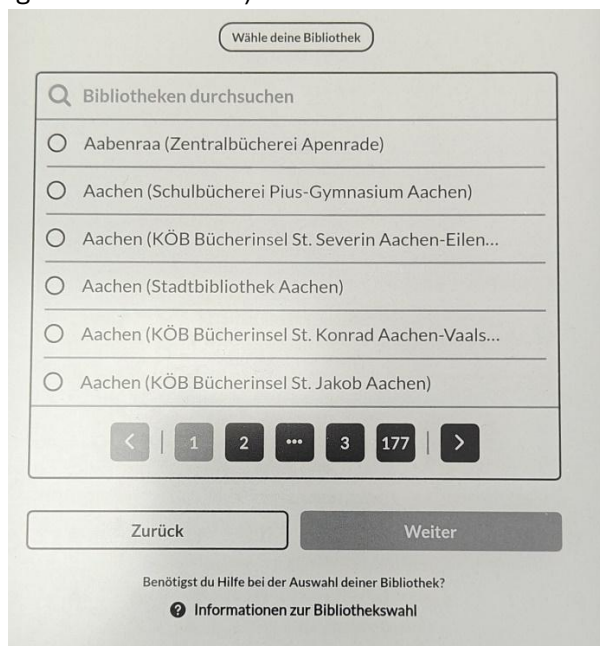 Wähle deine Bibliothek
Bibliotheken durchsuchen
Aabenraa (Zentralbücherei Apenrade)
Aachen (Schulbücherei Pius-Gymnasium Aachen)
Aachen (KÖB Bücherinsel St. Severin Aachen-Eilen...
Aachen (Stadtbibliothek Aachen)
Aachen (KÖB Bücherinsel St. Konrad Aachen-Vaals...
Aachen (KÖB Bücherinsel St. Jakob Aachen)
< | 1 2 ••• 3 177 | >
Zurück Weiter
Benötigst du Hilfe bei der Auswahl deiner Bibliothek?
? Informationen zur Bibliothekswahl